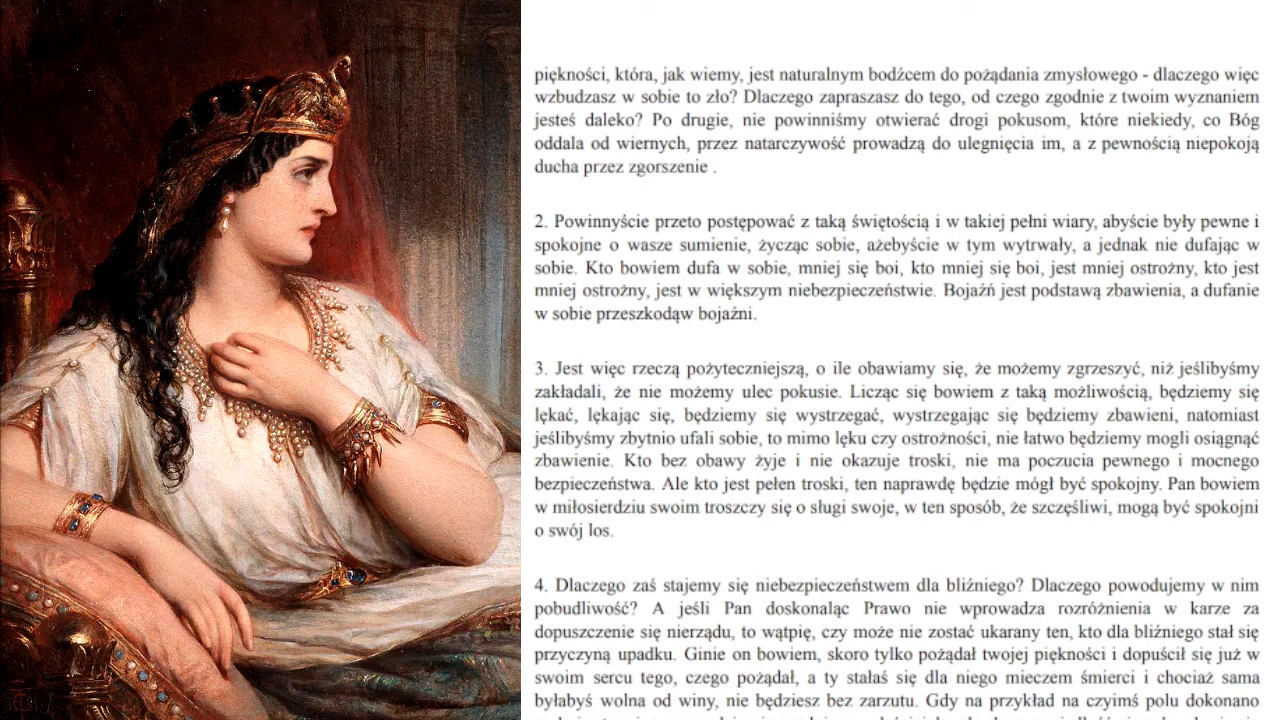 piękności, która, jak wiemy, jest naturalnym bodźcem do pożądania zmysłowego - dlaczego więc
wzbudzasz w sobie to zło? Dlaczego zapraszasz do tego, od czego zgodnie z twoim wyznaniem
jesteś daleko? Po drugie, nie powinniśmy otwierać drogi pokusom, które niekiedy, co Bóg
oddala od wiernych, przez natarczywość prowadzą do ulegnięcia im, a z pewnością niepokoją
ducha przez zgorszenie .
2. Powinnyście przeto postępować z taką świętością i w takiej pełni wiary, abyście były pewne i
spokojne o wasze sumienie, życząc sobie, ażebyście w tym wytrwały, a jednak nie dufając w
sobie. Kto bowiem dufa w sobie, mniej się boi, kto mniej się boi, jest mniej ostrożny, kto jest
mniej ostrożny, jest w większym niebezpieczeństwie. Bojaźń jest podstawą zbawienia, a dufanie
w sobie przeszkodąw bojaźni.
3. Jest więc rzeczą pożyteczniejszą, o ile obawiamy się, że możemy zgrzeszyć, niż jeślibyśmy
zakładali, że nie możemy ulec pokusie. Licząc się bowiem z taką możliwością, będziemy się
lękać, lękając się, będziemy się wystrzegać, wystrzegając się będziemy zbawieni, natomiast
jeślibyśmy zbytnio ufali sobie, to mimo lęku czy ostrożności, nie łatwo będziemy mogli osiągnąć
zbawienie. Kto bez obawy żyje i nie okazuje troski, nie ma poczucia pewnego i mocnego
bezpieczeństwa. Ale kto jest pełen troski, ten naprawdę będzie mógł być spokojny. Pan bowiem
w miłosierdziu swoim troszczy się o sługi swoje, w ten sposób, że szczęśliwi, mogą być spokojni
o swój los.
4. Dlaczego zaś stajemy się niebezpieczeństwem dla bliźniego? Dlaczego powodujemy w nim
pobudliwość? A jeśli Pan doskonaląc Prawo nie wprowadza rozróżnienia w karze za
dopuszczenie się nierządu, to wątpię, czy może nie zostać ukarany ten, kto dla bliźniego stał się
przyczyną upadku. Ginie on bowiem, skoro tylko pożądał twojej piękności i dopuścił się już w
swoim sercu tego, czego pożądał, a ty stałaś się dla niego mieczem śmierci i chociaż sama
byłabyś wolna od winy, nie będziesz bez zarzutu. Gdy na przykład na czyimś polu dokonano